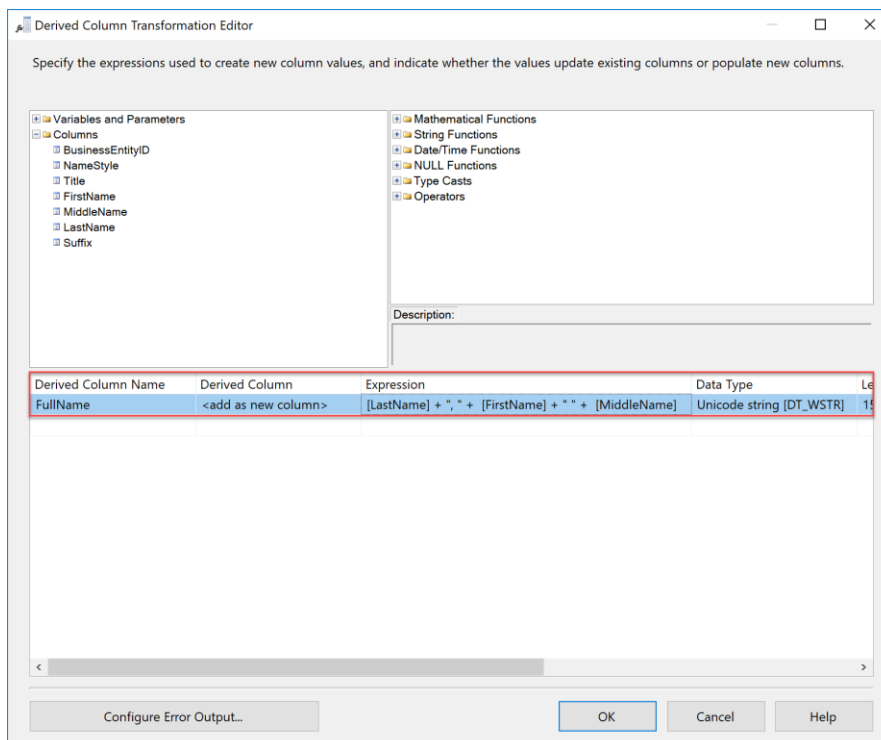 Derived Column Transformation Editor
Specify the expressions used to create new column values, and indicate whether the values update existing columns or populate new columns.
Variables and Parameters
Columns
BusinessEntityID
NameStyle
Title
FirstName
MiddleName
LastName
Suffix
Mathematical Functions
String Functions
Date/Time Functions
NULL Functions
Type Casts
Operators
Description:
Derived Column Name Derived Column Expression Data Type Le
FullName <add as new column> [LastName] + ", " + [FirstName] + " " + [MiddleName] Unicode string [DT_WSTR]
Configure Error Output... OK Cancel Help